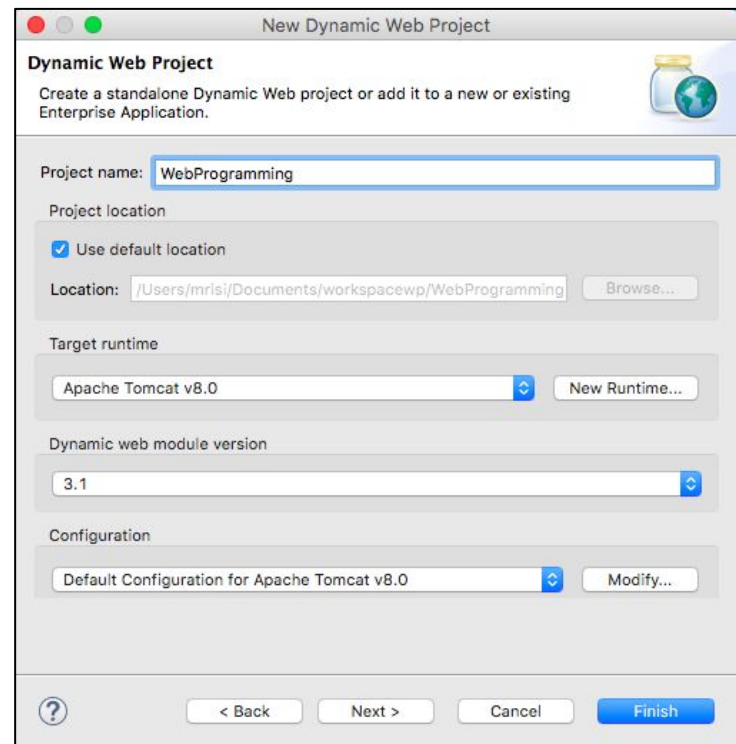 New Dynamic Web Project
Dynamic Web Project
Create a standalone Dynamic Web project or add it to a new or existing
Enterprise Application.
Project name: WebProgramming
Project location
Use default location
Location: /Users/mrisi/Documents/workspacewp/WebProgramming Browse...
Target runtime
Apache Tomcat v8.0 New Runtime...
Dynamic web module version
3.1
Configuration
Default Configuration for Apache Tomcat v8.0 Modify...
? < Back Next > Cancel Finish